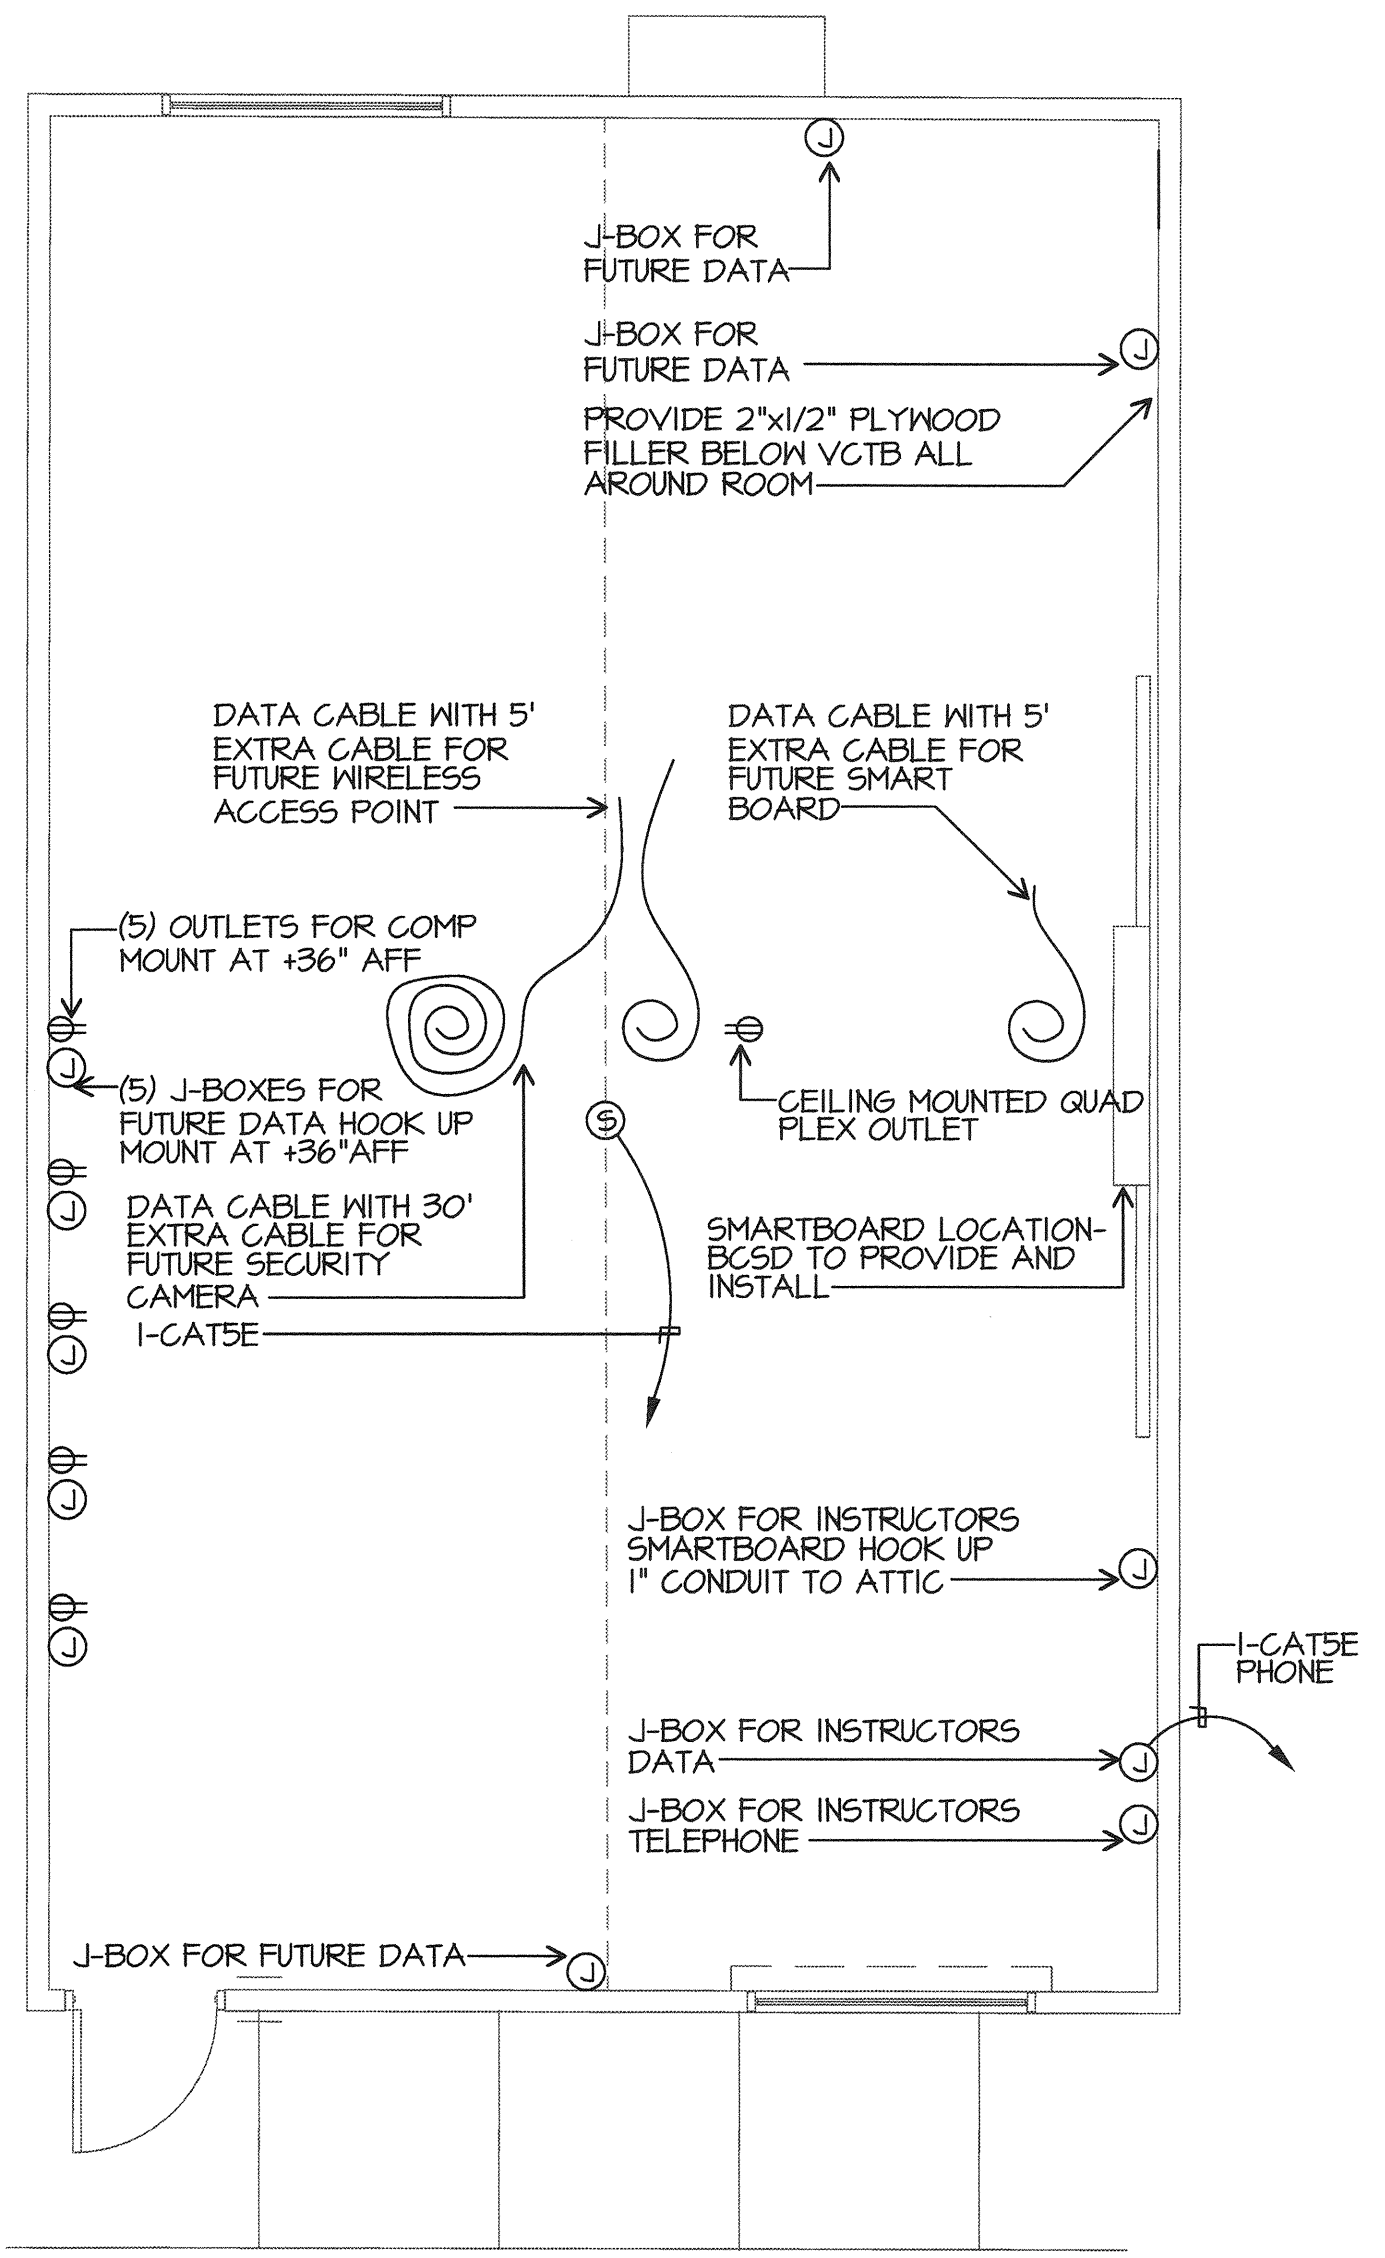 J
J-BOX FOR
FUTURE DATA
J-BOX FOR
FUTURE DATA
J
PROVIDE 2"x1/2" PLYWOOD
FILLER BELOW VCTB ALL
AROUND ROOM
DATA CABLE WITH 5'
EXTRA CABLE FOR
FUTURE WIRELESS
ACCESS POINT
DATA CABLE WITH 5'
EXTRA CABLE FOR
FUTURE SMART
BOARD
(5) OUTLETS FOR COMP
MOUNT AT +36" AFF
J
(5) J-BOXES FOR
FUTURE DATA HOOK UP
MOUNT AT +36"AFF
S
CEILING MOUNTED QUAD
PLEX OUTLET
J
DATA CABLE WITH 30'
EXTRA CABLE FOR
FUTURE SECURITY
CAMERA
SMARTBOARD LOCATION-
BCSD TO PROVIDE AND
INSTALL
1-CAT5E
J
J
J-BOX FOR INSTRUCTORS
SMARTBOARD HOOK UP
1" CONDUIT TO ATTIC
J
J
1-CAT5E
PHONE
J-BOX FOR INSTRUCTORS
DATA
J
J-BOX FOR INSTRUCTORS
TELEPHONE
J
J-BOX FOR FUTURE DATA
J